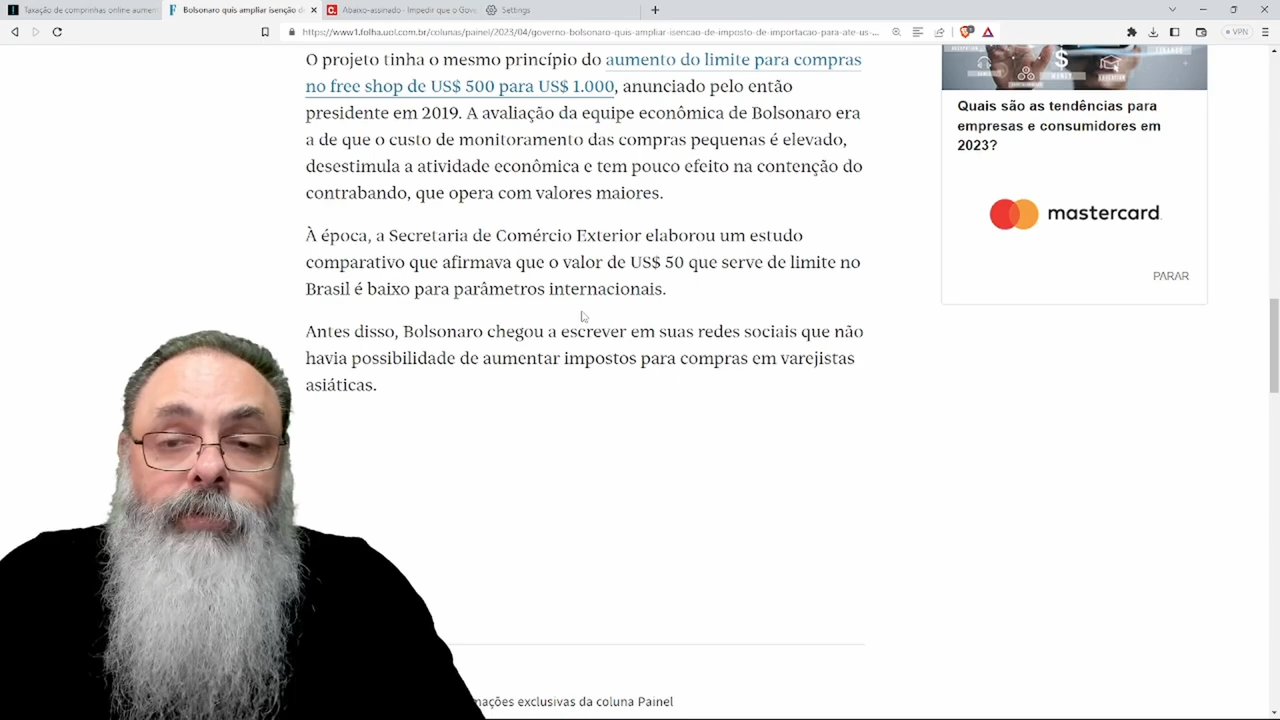 Taxação de comprinhas online aumen
Bolsonaro quis ampliar isenção d
Abaixo-assinado - Impedir que o Gove
Settings
https://www1.folha.uol.com.br/colunas/painel/2023/04/governo-bolsonaro-quis-ampliar-isencao-de-imposto-de-importacao-para-ate-us-...
VPN
O projeto tinha o mesmo princípio do aumento do limite para compras
no free shop de US$ 500 para US$ 1.000, anunciado pelo então
presidente em 2019. A avaliação da equipe econômica de Bolsonaro era
a de que o custo de monitoramento das compras pequenas é elevado,
desestimula a atividade econômica e tem pouco efeito na contenção do
contrabando, que opera com valores maiores.
À época, a Secretaria de Comércio Exterior elaborou um estudo
comparativo que afirmava que o valor de US$ 50 que serve de limite no
Brasil é baixo para parâmetros internacionais.
Antes disso, Bolsonaro chegou a escrever em suas redes sociais que não
havia possibilidade de aumentar impostos para compras em varejistas
asiáticas.
mações exclusivas da coluna Painel
MONEY
Quais são as tendências para
empresas e consumidores em
2023?
mastercard
PARAR